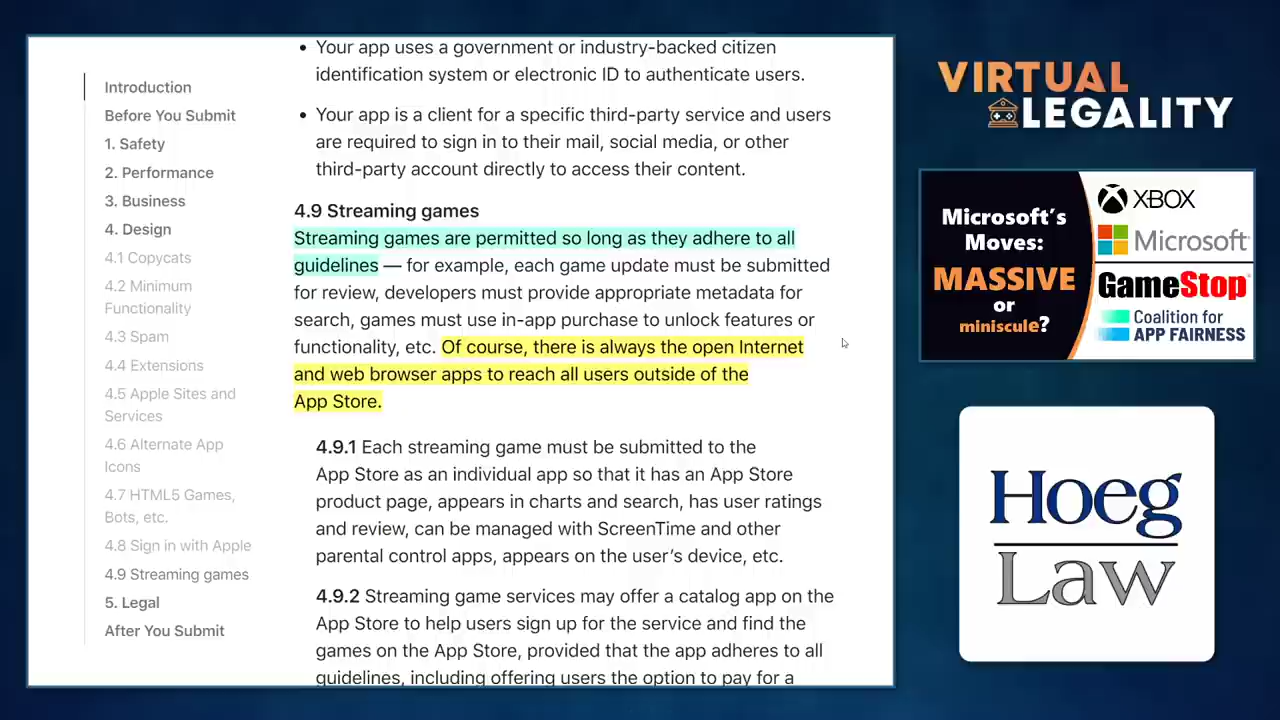 Introduction
Before You Submit
1. Safety
2. Performance
3. Business
4. Design
4.1 Copycats
4.2 Minimum
Functionality
4.3 Spam
4.4 Extensions
4.5 Apple Sites and
Services
4.6 Alternate App
Icons
4.7 HTML5 Games,
Bots, etc.
4.8 Sign in with Apple
4.9 Streaming games
5. Legal
After You Submit
• Your app uses a government or industry-backed citizen
identification system or electronic ID to authenticate users.
• Your app is a client for a specific third-party service and users
are required to sign in to their mail, social media, or other
third-party account directly to access their content.
4.9 Streaming games
Streaming games are permitted so long as they adhere to all
guidelines — for example, each game update must be submitted
for review, developers must provide appropriate metadata for
search, games must use in-app purchase to unlock features or
functionality, etc. Of course, there is always the open Internet
and web browser apps to reach all users outside of the
App Store.
4.9.1 Each streaming game must be submitted to the
App Store as an individual app so that it has an App Store
product page, appears in charts and search, has user ratings
and review, can be managed with ScreenTime and other
parental control apps, appears on the user's device, etc.
4.9.2 Streaming game services may offer a catalog app on the
App Store to help users sign up for the service and find the
games on the App Store, provided that the app adheres to all
guidelines, including offering users the option to pay for a
VIRTUAL
LEGALITY
Microsoft's
Moves:
MASSIVE
or
miniscule?
XBOX
Microsoft
GameStop
Coalition for
APP FAIRNESS
Hoeg
Law